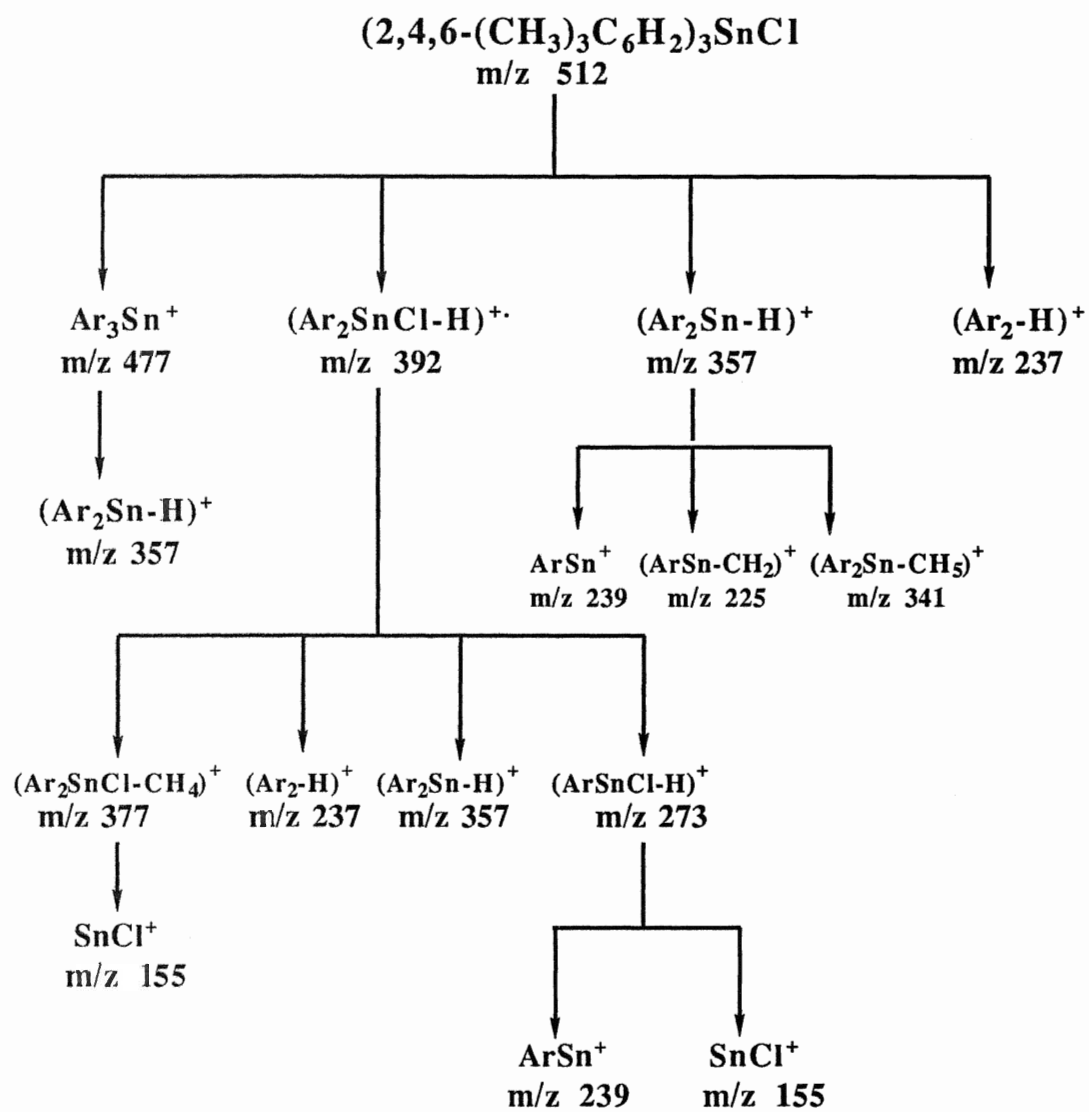 (2,4,6-(CH₃)₃C₆H₂)₃SnCl
m/z 512
Ar₃Sn⁺ (Ar₂SnCl-H)⁺· (Ar₂Sn-H)⁺ (Ar₂-H)⁺
m/z 477 m/z 392 m/z 357 m/z 237
(Ar₂Sn-H)⁺
m/z 357
ArSn⁺ (ArSn-CH₂)⁺ (Ar₂Sn-CH₅)⁺
m/z 239 m/z 225 m/z 341
(Ar₂SnCl-CH₄)⁺ (Ar₂-H)⁺ (Ar₂Sn-H)⁺ (ArSnCl-H)⁺
m/z 377 m/z 237 m/z 357 m/z 273
SnCl⁺
m/z 155
ArSn⁺ SnCl⁺
m/z 239 m/z 155